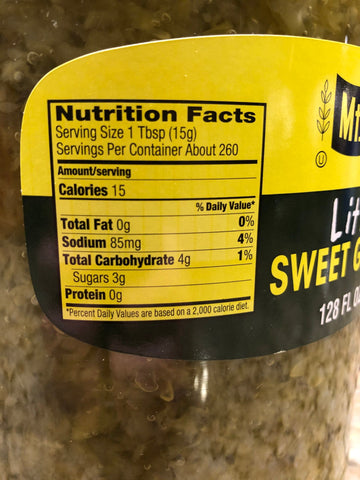 Nutrition Facts
Serving Size 1 Tbsp (15g)
Servings Per Container About 260
Amount/serving
Calories 15
% Daily Value*
Total Fat 0g 0%
Sodium 85mg 4%
Total Carbohydrate 4g 1%
Sugars 3g
Protein 0g
*Percent Daily Values are based on a 2,000 calorie diet.
U
Mt
Lit
SWEET G
128 FL O